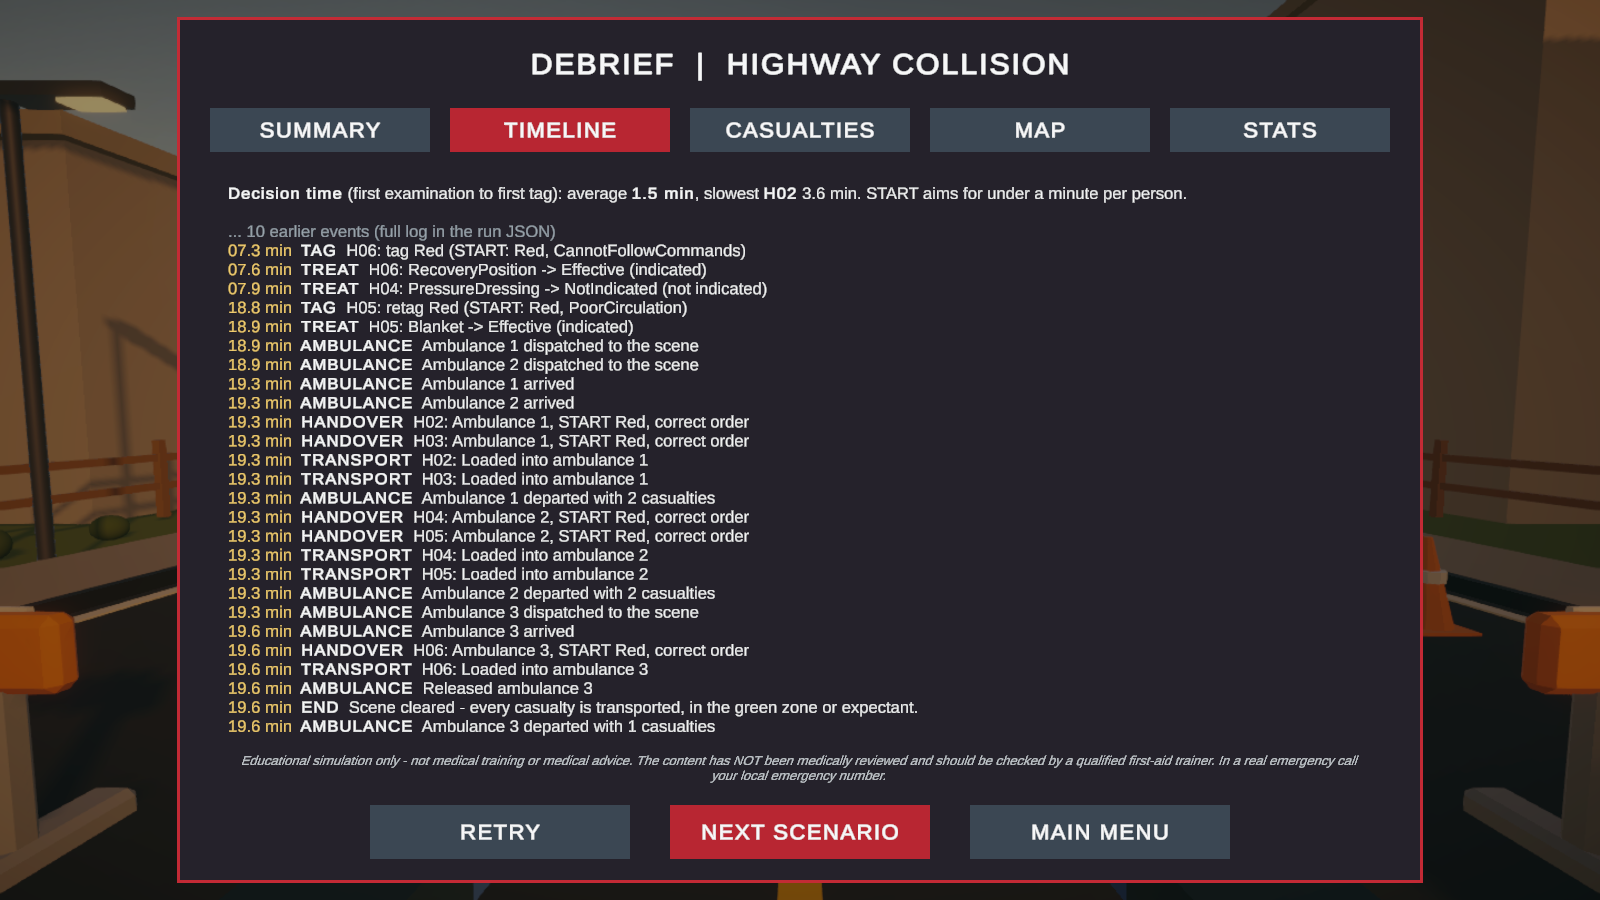 DEBRIEF | HIGHWAY COLLISION
SUMMARY
TIMELINE
CASUALTIES
MAP
STATS
Decision time (first examination to first tag): average 1.5 min, slowest H02 3.6 min. START aims for under a minute per person.
... 10 earlier events (full log in the run JSON)
07.3 min TAG H06: tag Red (START: Red, CannotFollowCommands)
07.6 min TREAT H06: RecoveryPosition -> Effective (indicated)
07.9 min TREAT H04: PressureDressing -> NotIndicated (not indicated)
18.8 min TAG H05: retag Red (START: Red, PoorCirculation)
18.9 min TREAT H05: Blanket -> Effective (indicated)
18.9 min AMBULANCE Ambulance 1 dispatched to the scene
18.9 min AMBULANCE Ambulance 2 dispatched to the scene
19.3 min AMBULANCE Ambulance 1 arrived
19.3 min AMBULANCE Ambulance 2 arrived
19.3 min HANDOVER H02: Ambulance 1, START Red, correct order
19.3 min HANDOVER H03: Ambulance 1, START Red, correct order
19.3 min TRANSPORT H02: Loaded into ambulance 1
19.3 min TRANSPORT H03: Loaded into ambulance 1
19.3 min AMBULANCE Ambulance 1 departed with 2 casualties
19.3 min HANDOVER H04: Ambulance 2, START Red, correct order
19.3 min HANDOVER H05: Ambulance 2, START Red, correct order
19.3 min TRANSPORT H04: Loaded into ambulance 2
19.3 min TRANSPORT H05: Loaded into ambulance 2
19.3 min AMBULANCE Ambulance 2 departed with 2 casualties
19.3 min AMBULANCE Ambulance 3 dispatched to the scene
19.6 min AMBULANCE Ambulance 3 arrived
19.6 min HANDOVER H06: Ambulance 3, START Red, correct order
19.6 min TRANSPORT H06: Loaded into ambulance 3
19.6 min AMBULANCE Released ambulance 3
19.6 min END Scene cleared - every casualty is transported, in the green zone or expectant.
19.6 min AMBULANCE Ambulance 3 departed with 1 casualties
Educational simulation only - not medical training or medical advice. The content has NOT been medically reviewed and should be checked by a qualified first-aid trainer. In a real emergency call
your local emergency number.
RETRY
NEXT SCENARIO
MAIN MENU